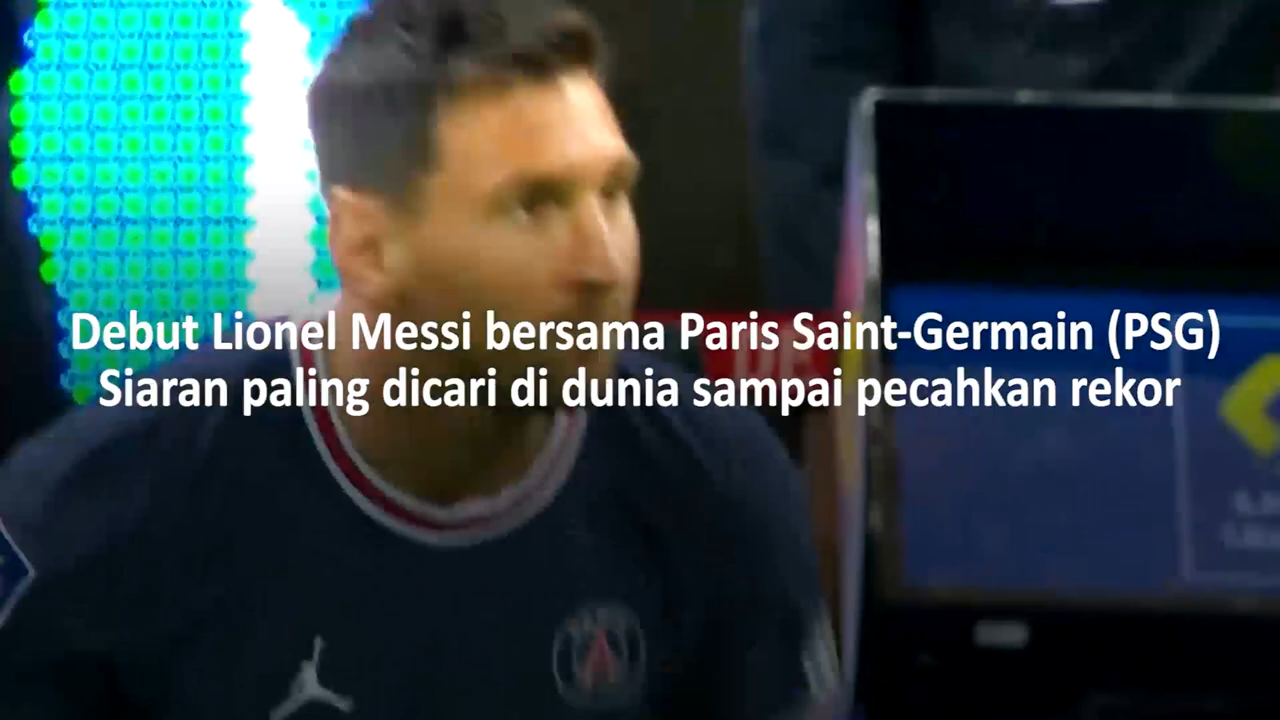 Debut Lionel Messi bersama Paris Saint-Germain (PSG)
Siaran paling dicari di dunia sampai pecahkan rekor